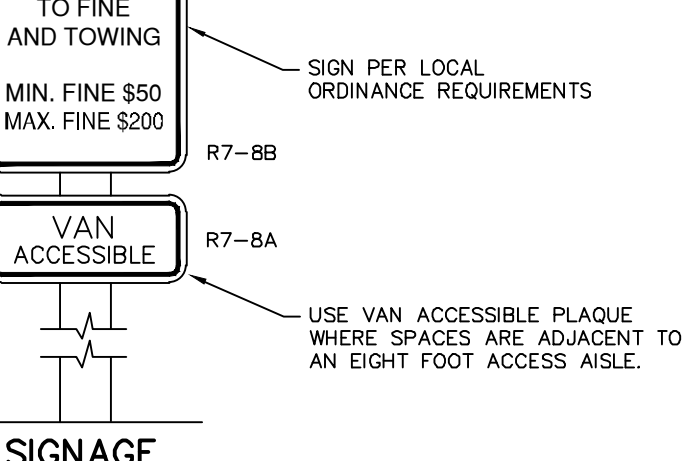 TO FINE
AND TOWING
MIN. FINE $50
MAX. FINE $200
SIGN PER LOCAL
ORDINANCE REQUIREMENTS
R7-8B
VAN
ACCESSIBLE
R7-8A
USE VAN ACCESSIBLE PLAQUE
WHERE SPACES ARE ADJACENT TO
AN EIGHT FOOT ACCESS AISLE.
SIGNAGE